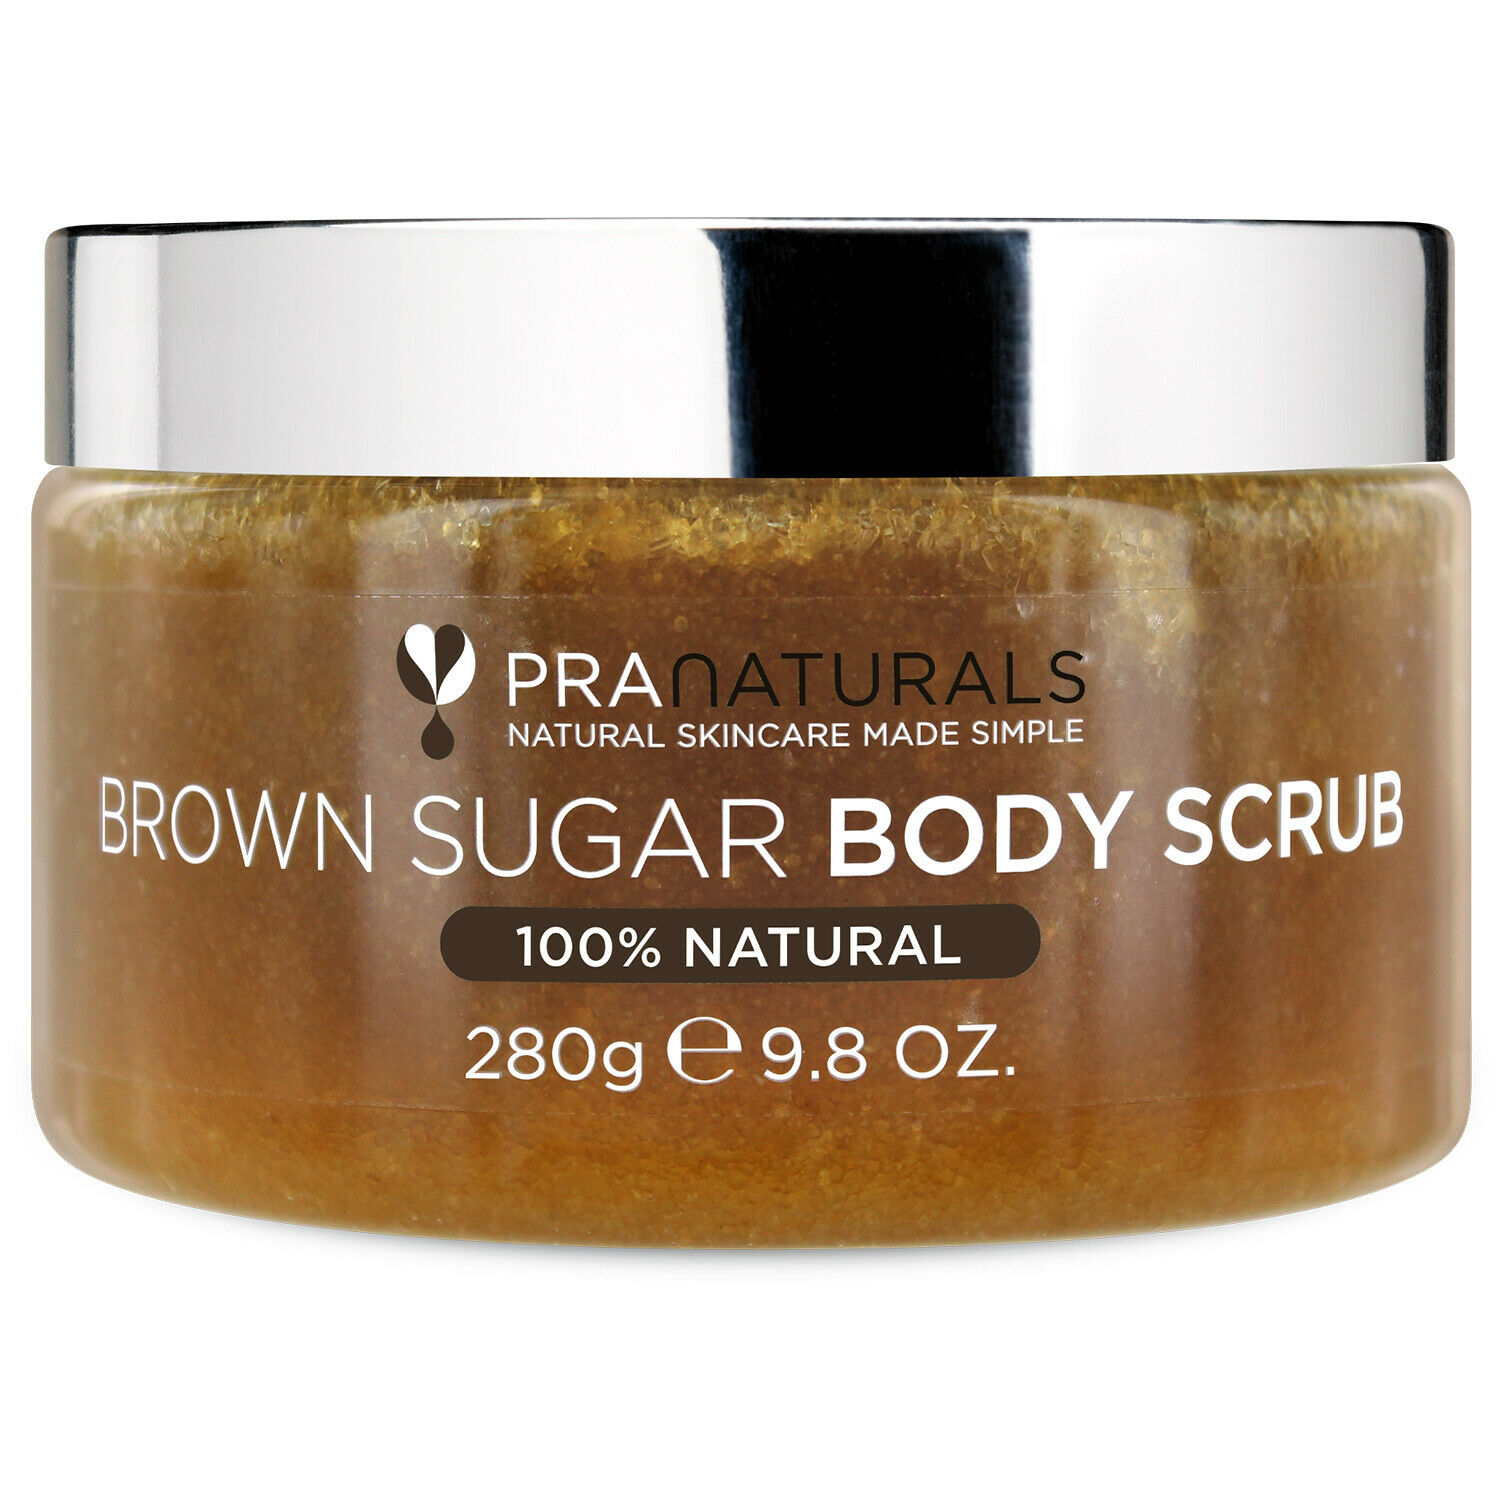 PRANATURALS
NATURAL SKINCARE MADE SIMPLE
BROWN SUGAR BODY SCRUB
100% NATURAL
280g ℮ 9.8 OZ.